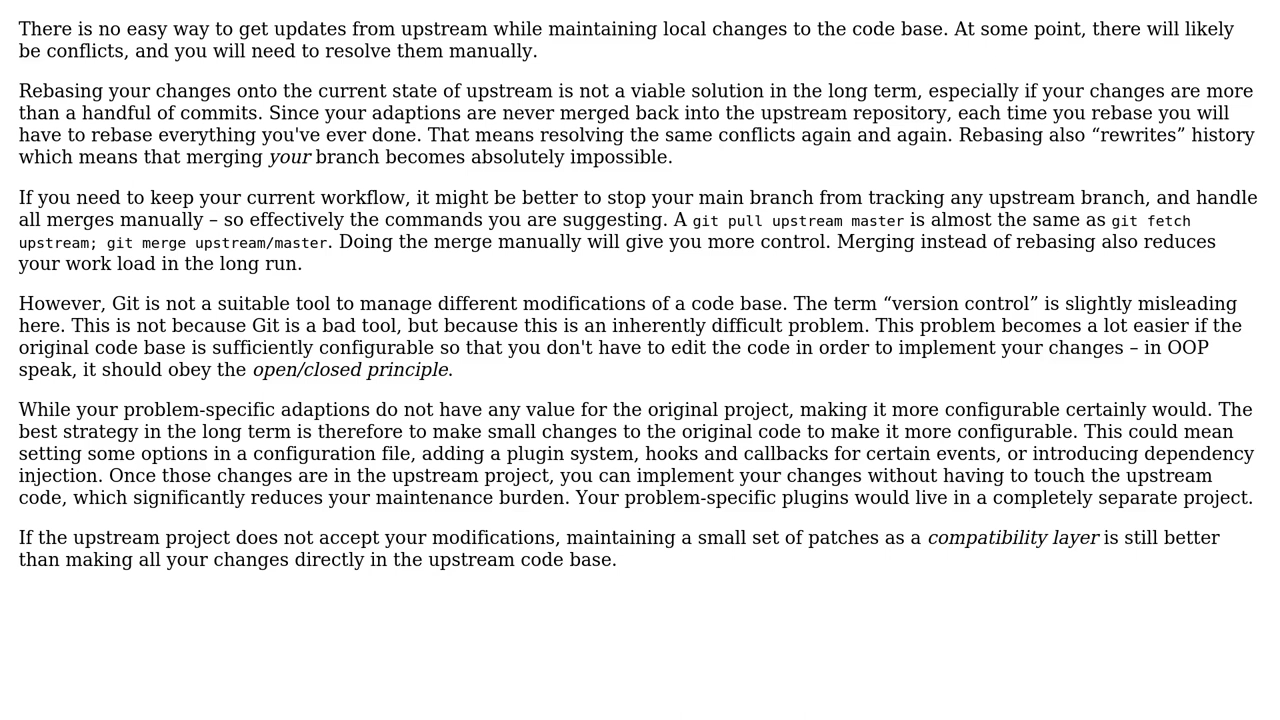 There is no easy way to get updates from upstream while maintaining local changes to the code base. At some point, there will likely
be conflicts, and you will need to resolve them manually.
Rebasing your changes onto the current state of upstream is not a viable solution in the long term, especially if your changes are more
than a handful of commits. Since your adaptions are never merged back into the upstream repository, each time you rebase you will
have to rebase everything you've ever done. That means resolving the same conflicts again and again. Rebasing also “rewrites” history
which means that merging your branch becomes absolutely impossible.
If you need to keep your current workflow, it might be better to stop your main branch from tracking any upstream branch, and handle
all merges manually – so effectively the commands you are suggesting. A git pull upstream master is almost the same as git fetch
upstream; git merge upstream/master. Doing the merge manually will give you more control. Merging instead of rebasing also reduces
your work load in the long run.
However, Git is not a suitable tool to manage different modifications of a code base. The term “version control” is slightly misleading
here. This is not because Git is a bad tool, but because this is an inherently difficult problem. This problem becomes a lot easier if the
original code base is sufficiently configurable so that you don't have to edit the code in order to implement your changes – in OOP
speak, it should obey the open/closed principle.
While your problem-specific adaptions do not have any value for the original project, making it more configurable certainly would. The
best strategy in the long term is therefore to make small changes to the original code to make it more configurable. This could mean
setting some options in a configuration file, adding a plugin system, hooks and callbacks for certain events, or introducing dependency
injection. Once those changes are in the upstream project, you can implement your changes without having to touch the upstream
code, which significantly reduces your maintenance burden. Your problem-specific plugins would live in a completely separate project.
If the upstream project does not accept your modifications, maintaining a small set of patches as a compatibility layer is still better
than making all your changes directly in the upstream code base.